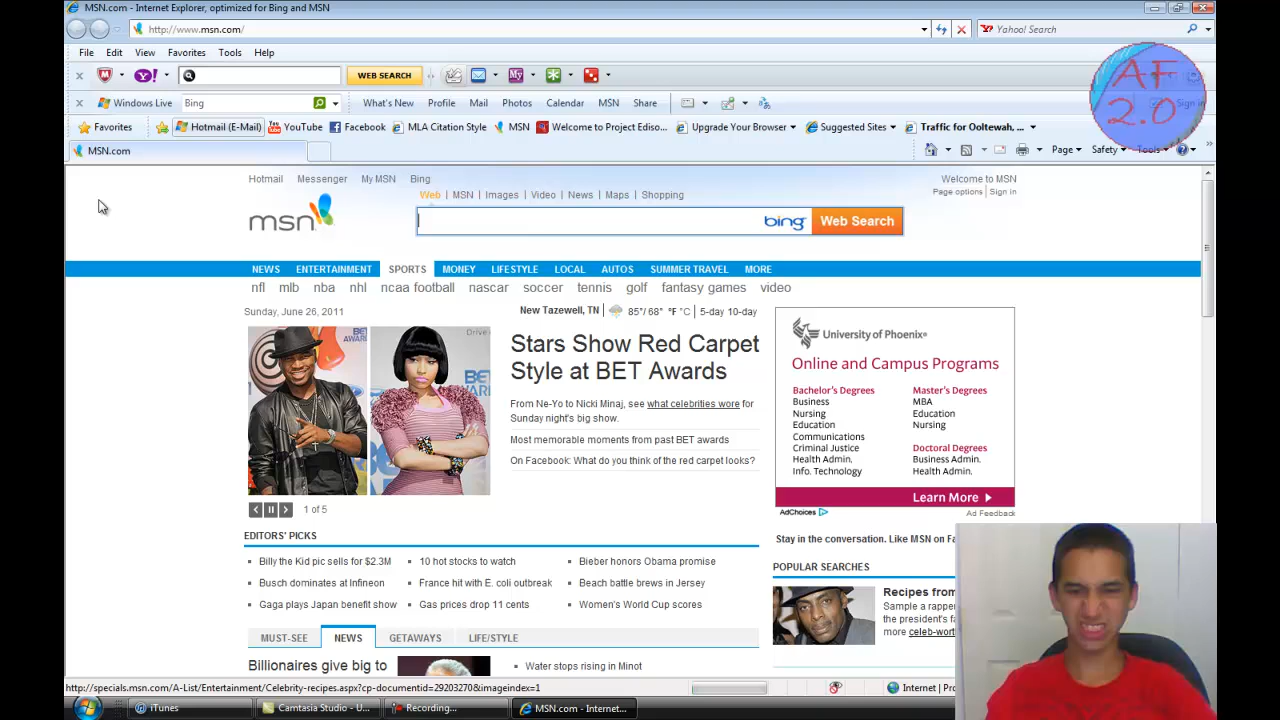 MSN.com - Internet Explorer, optimized for Bing and MSN
http://www.msn.com/
Yahoo! Search
File Edit View Favorites Tools Help
Y! WEB SEARCH My
Windows Live Bing What's New Profile Mail Photos Calendar MSN Share Sign in
AF
2.0
Favorites Hotmail (E-Mail) YouTube Facebook MLA Citation Style MSN Welcome to Project Ediso... Upgrade Your Browser Suggested Sites Traffic for Ooltewah, ...
MSN.com Page Safety Tools
Hotmail Messenger My MSN Bing Welcome to MSN
Page options | Sign in
Web | MSN | Images | Video | News | Maps | Shopping
msn bing Web Search
NEWS ENTERTAINMENT SPORTS MONEY LIFESTYLE LOCAL AUTOS SUMMER TRAVEL MORE
nfl mlb nba nhl ncaa football nascar soccer tennis golf fantasy games video
Sunday, June 26, 2011 New Tazewell, TN 85°/ 68° °F °C | 5-day 10-day
Stars Show Red Carpet
Style at BET Awards
From Ne-Yo to Nicki Minaj, see what celebrities wore for
Sunday night's big show.
Most memorable moments from past BET awards
On Facebook: What do you think of the red carpet looks?
1 of 5
University of Phoenix®
Online and Campus Programs
Bachelor's Degrees
Business
Nursing
Education
Communications
Criminal Justice
Health Admin.
Info. Technology
Master's Degrees
MBA
Education
Nursing
Doctoral Degrees
Business Admin.
Health Admin.
Learn More
AdChoices Ad Feedback
EDITORS' PICKS
Billy the Kid pic sells for $2.3M
Busch dominates at Infineon
Gaga plays Japan benefit show
10 hot stocks to watch
France hit with E. coli outbreak
Gas prices drop 11 cents
Bieber honors Obama promise
Beach battle brews in Jersey
Women's World Cup scores
Stay in the conversation. Like MSN on Fa
POPULAR SEARCHES
Recipes from
Sample a rapper
the president's fa
more celeb-wort
MUST-SEE NEWS GETAWAYS LIFE/STYLE
Billionaires give big to
Water stops rising in Minot
http://specials.msn.com/A-List/Entertainment/Celebrity-recipes.aspx?cp-documentid=29203270&imageindex=1
Internet | Pro
iTunes Camtasia Studio - U... Recording... MSN.com - Internet...